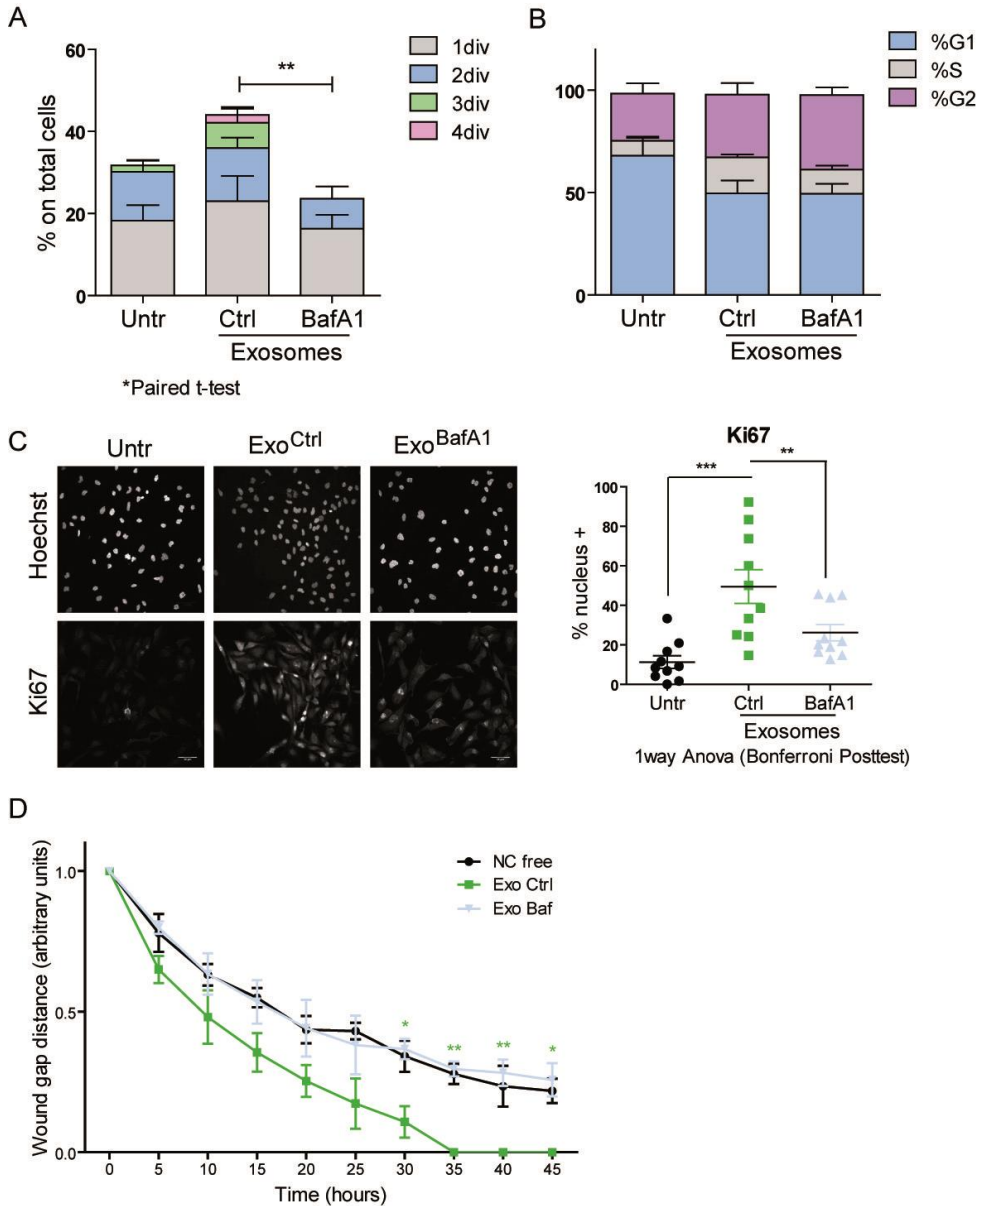 A
60
40
20
0
% on total cells
**
1div
2div
3div
4div
Untr
Ctrl
BafA1
Exosomes
*Paired t-test
B
100
50
0
%G1
%S
%G2
Untr
Ctrl
BafA1
Exosomes
C
Untr
Exo^Ctrl
Exo^BafA1
Hoechst
Ki67
Ki67
***
**
100
80
60
40
20
0
% nucleus +
Untr
Ctrl
BafA1
Exosomes
1way Anova (Bonferroni Posttest)
D
1.0
0.5
0.0
Wound gap distance (arbitrary units)
NC free
Exo Ctrl
Exo Baf
*
**
**
*
0 5 10 15 20 25 30 35 40 45
Time (hours)